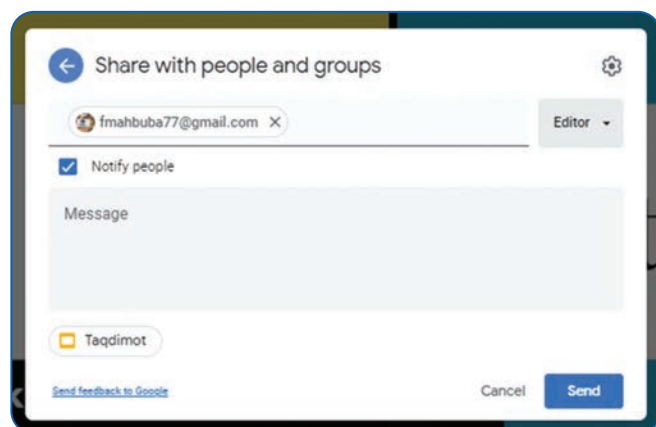 Share with people and groups
fmahbuba77@gmail.com
Editor
Notify people
Message
Taqdimot
Send feedback to Google
Cancel
Send